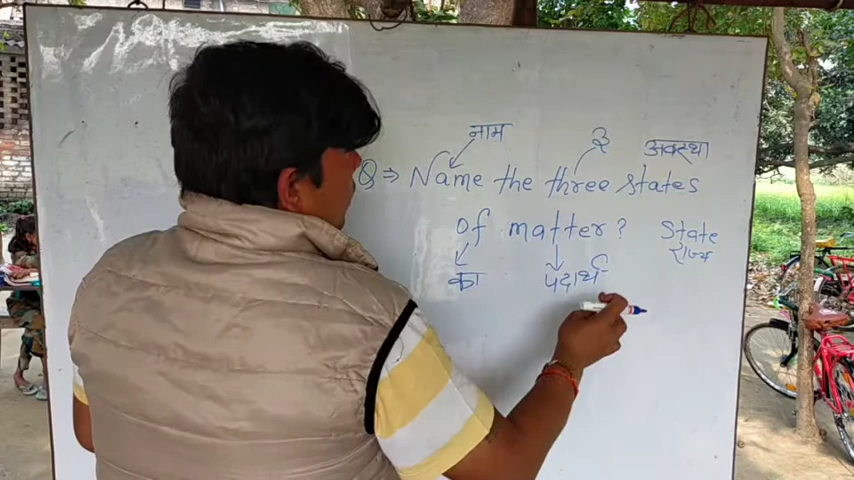 नाम ३ अवस्था
Q ⇒ Name the three states
of matter? State
राज्य
का पदार्थ